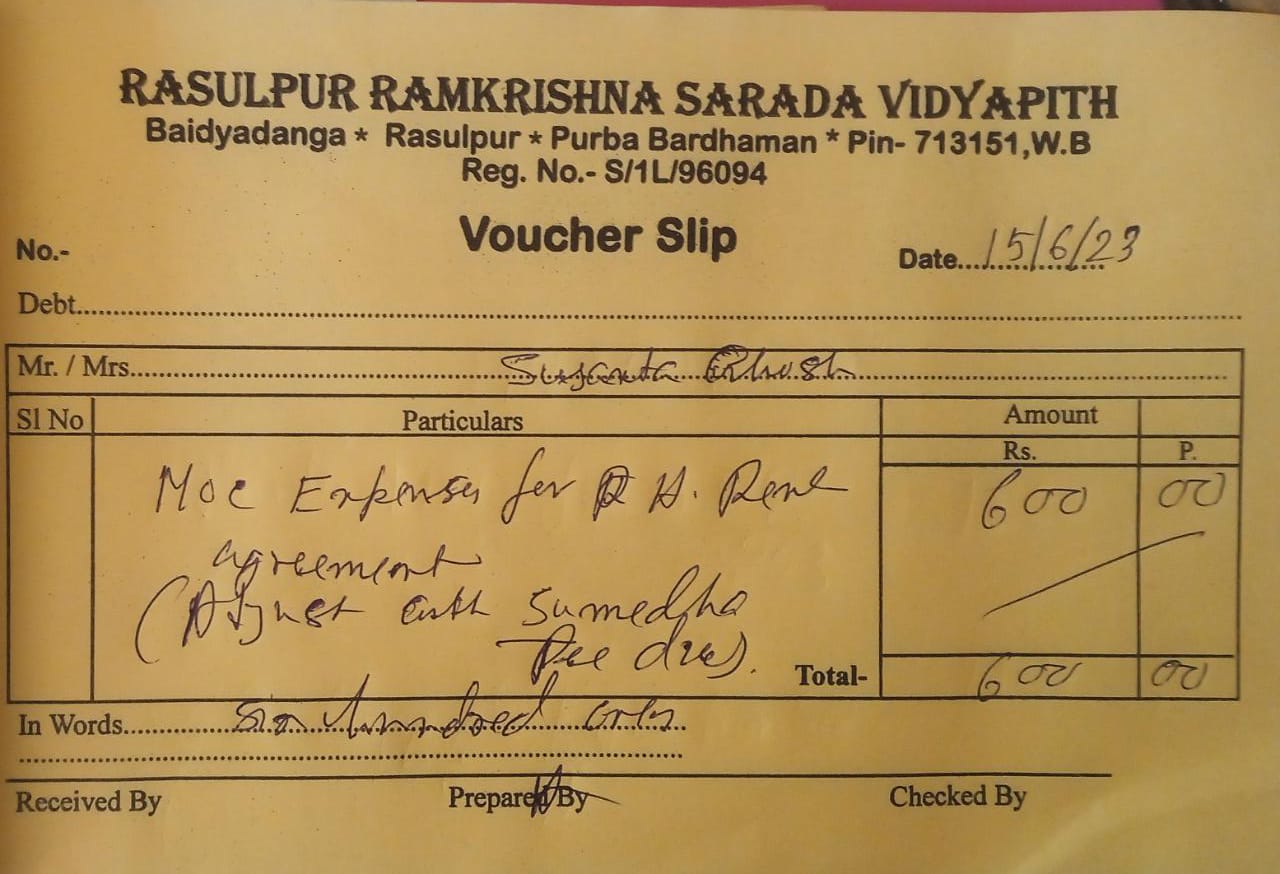 RASULPUR RAMKRISHNA SARADA VIDYAPITH
Baidyadanga * Rasulpur * Purba Bardhaman * Pin- 713151,W.B
Reg. No.- S/1L/96094
Voucher Slip
No.-
Date....15/6/23
Debt....
Mr. / Mrs.... Ghosh
Sl No Particulars Amount
Rs. P.
Expenses for H. Rent 600 00
agreement
(Adjust with Sumedha
Fee dues).
Total- 600 00
In Words.... Six hundred only
Received By Prepared By Checked By